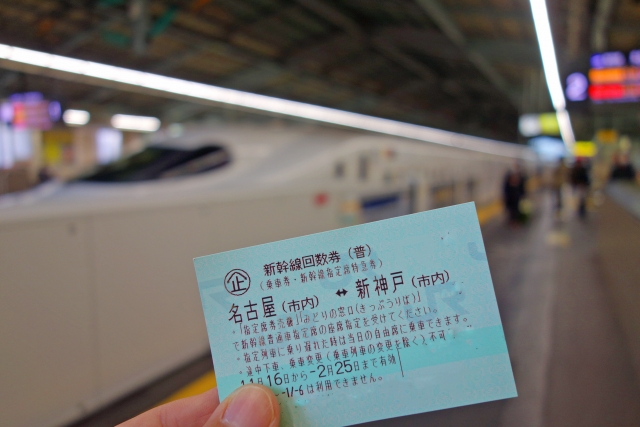 ㊭ 新幹線回数券（普）
（乗車券・新幹線指定席特急券）
名古屋（市内） ↔ 新神戸（市内）
「指定席券売機」「みどりの窓口（きっぷうりば）」
で新幹線普通車指定席の座席指定を受けてください。
・指定列車に乗り遅れた時は当日の自由席に乗車できます。
・途中下車、乗車変更（乗車列車の変更を除く）不可
11月16日から-2月25日まで有効
-1/-6は利用できません。
2